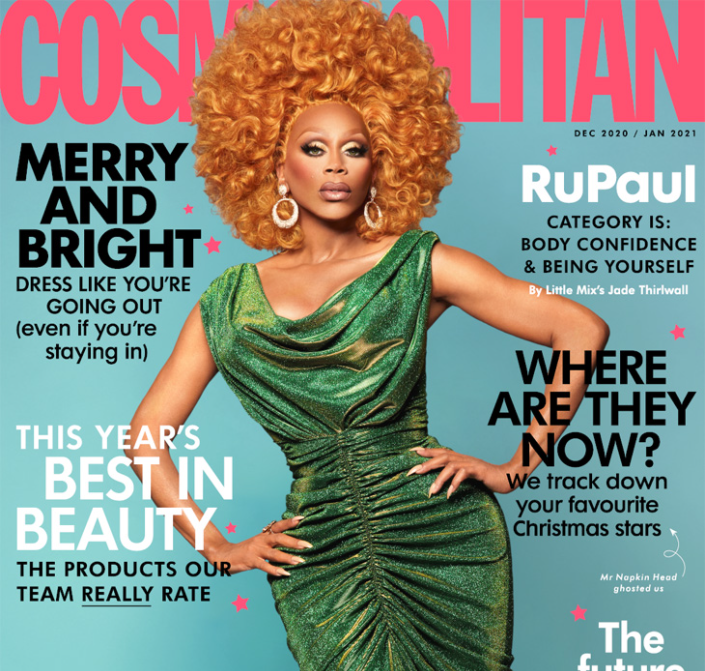 COSMOPOLITAN
DEC 2020 / JAN 2021
MERRY
AND
BRIGHT
DRESS LIKE YOU'RE
GOING OUT
(even if you're
staying in)
THIS YEAR'S
BEST IN
BEAUTY
THE PRODUCTS OUR
TEAM REALLY RATE
RuPaul
CATEGORY IS:
BODY CONFIDENCE
& BEING YOURSELF
By Little Mix's Jade Thirlwall
WHERE
ARE THEY
NOW?
We track down
your favourite
Christmas stars
Mr Napkin Head
ghosted us
The
future